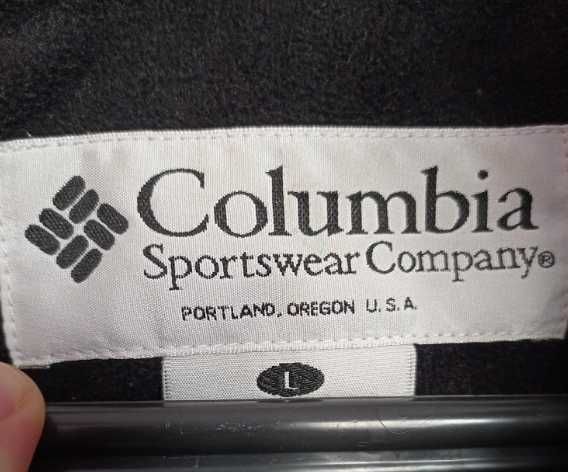 Columbia
Sportswear Company®
PORTLAND, OREGON U.S.A.
L